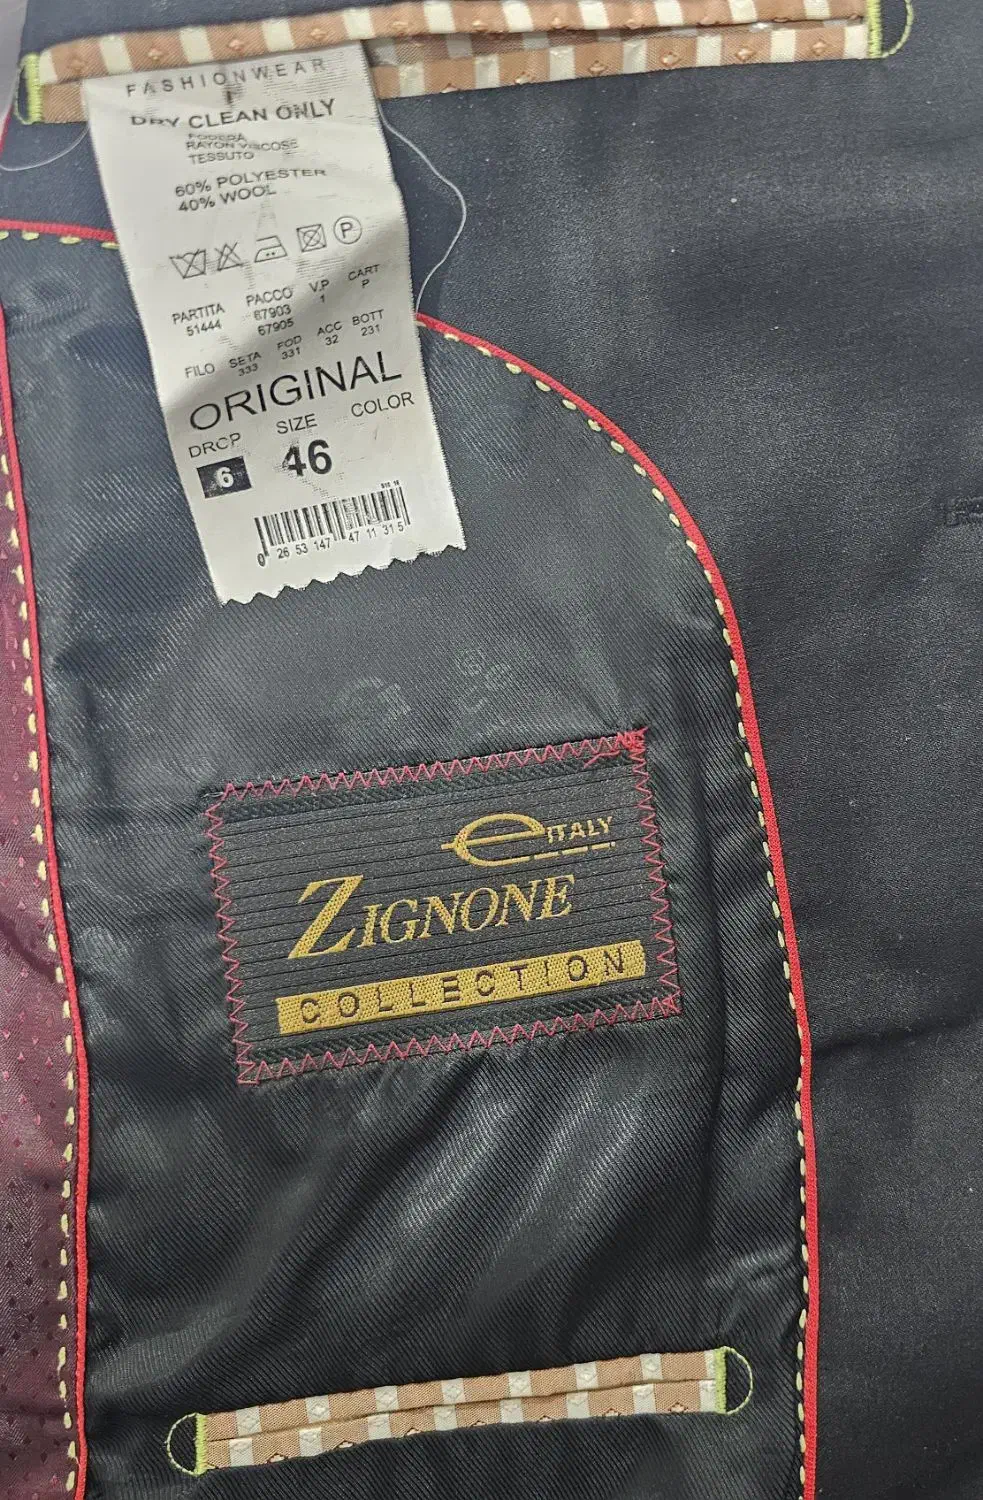 FASHIONWEAR
DRY CLEAN ONLY
FODERA
RAYON VISCOSE
TESSUTO
60% POLYESTER
40% WOOL
P
PARTITA PACCO V.P CART
51444 67903 1 P
67905
FILO SETA FOD ACC BOTT
333 331 32 231
ORIGINAL
DROP SIZE COLOR
6 46
0 26 53 147 47 11 31 5
e ITALY
ZIGNONE
COLLECTION